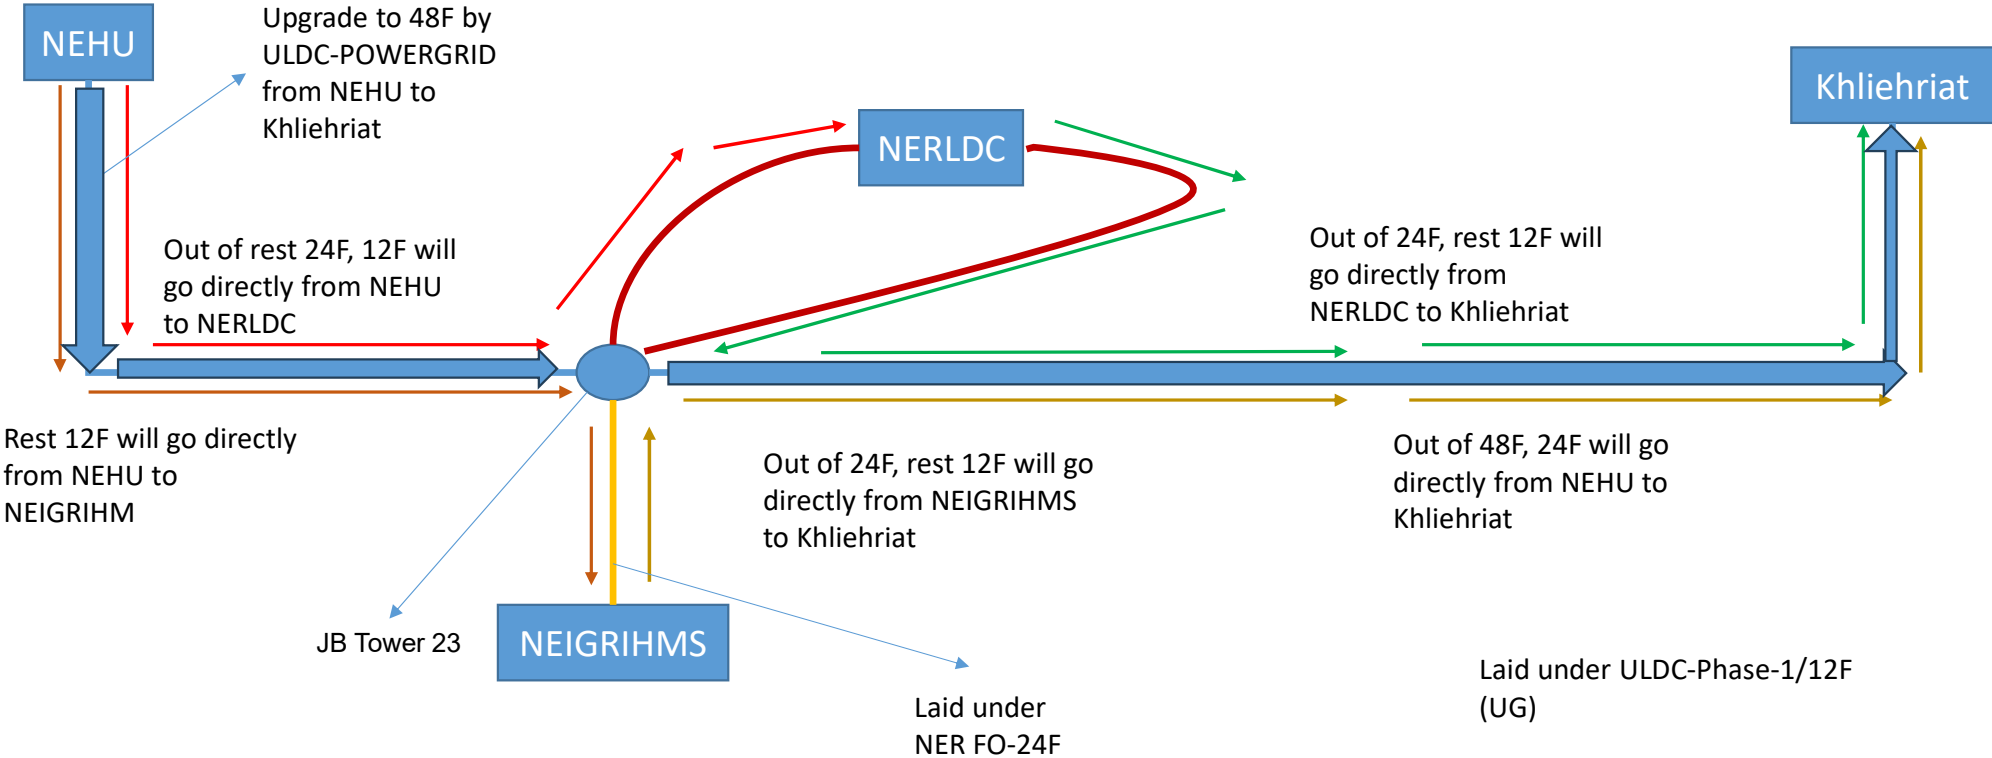 NEHU
Upgrade to 48F by
ULDC-POWERGRID
from NEHU to
Khliehriat
Khliehriat
NERLDC
Out of rest 24F, 12F will
go directly from NEHU
to NERLDC
Out of 24F, rest 12F will
go directly from
NERLDC to Khliehriat
Rest 12F will go directly
from NEHU to
NEIGRIHM
Out of 24F, rest 12F will go
directly from NEIGRIHMS
to Khliehriat
Out of 48F, 24F will go
directly from NEHU to
Khliehriat
JB Tower 23
NEIGRIHMS
Laid under
NER FO-24F
Laid under ULDC-Phase-1/12F
(UG)